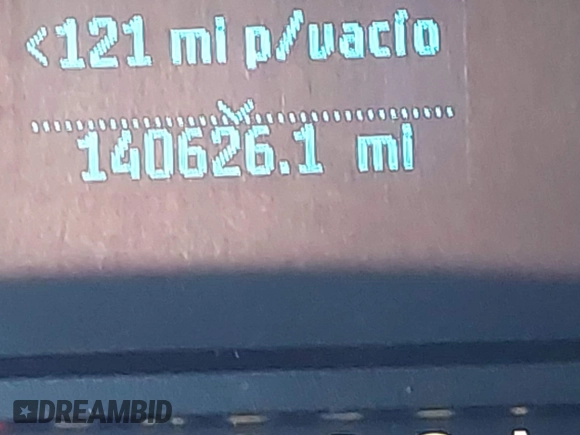 <121 mi p/vacío
140626.1 mi
DREAMBID